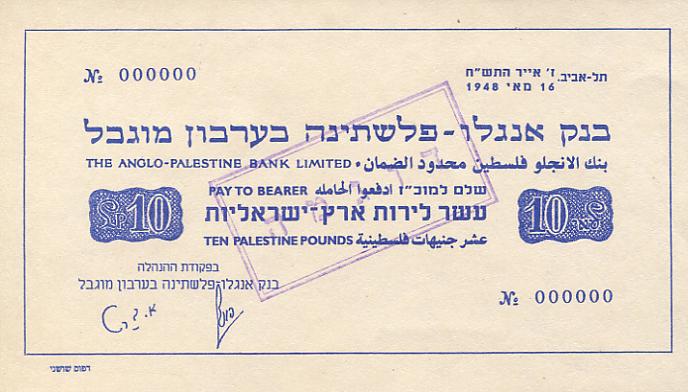 № 000000
תל-אביב. ז' אייר התש"ח
16 מאי 1948
בנק אנגלו-פלשתינה בערבון מוגבל
THE ANGLO-PALESTINE BANK LIMITED • بنك الانجلو فلسطين محدود الضمان
PAY TO BEARER ادفعوا لحامله שלם למוכ"ז
£P 10
עשר לירות ארץ-ישראליות
10 לא"י
TEN PALESTINE POUNDS عشر جنيهات فلسطينية
דוגמה
בפקודת ההנהלה
בנק אנגלו-פלשתינה בערבון מוגבל
№ 000000
דפוס שושני